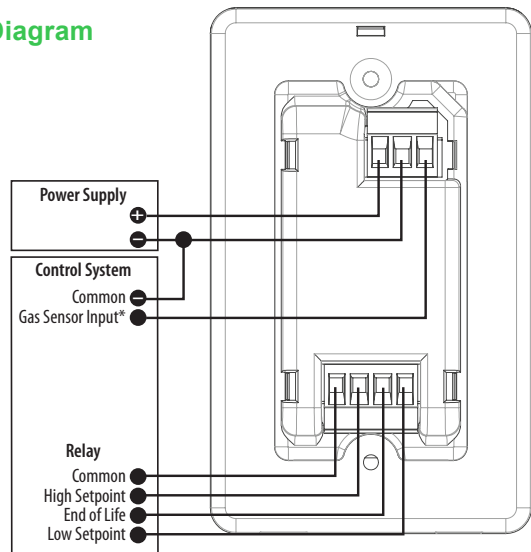 Diagram
Power Supply
+
−
Control System
Common −
Gas Sensor Input*
Relay
Common
High Setpoint
End of Life
Low Setpoint